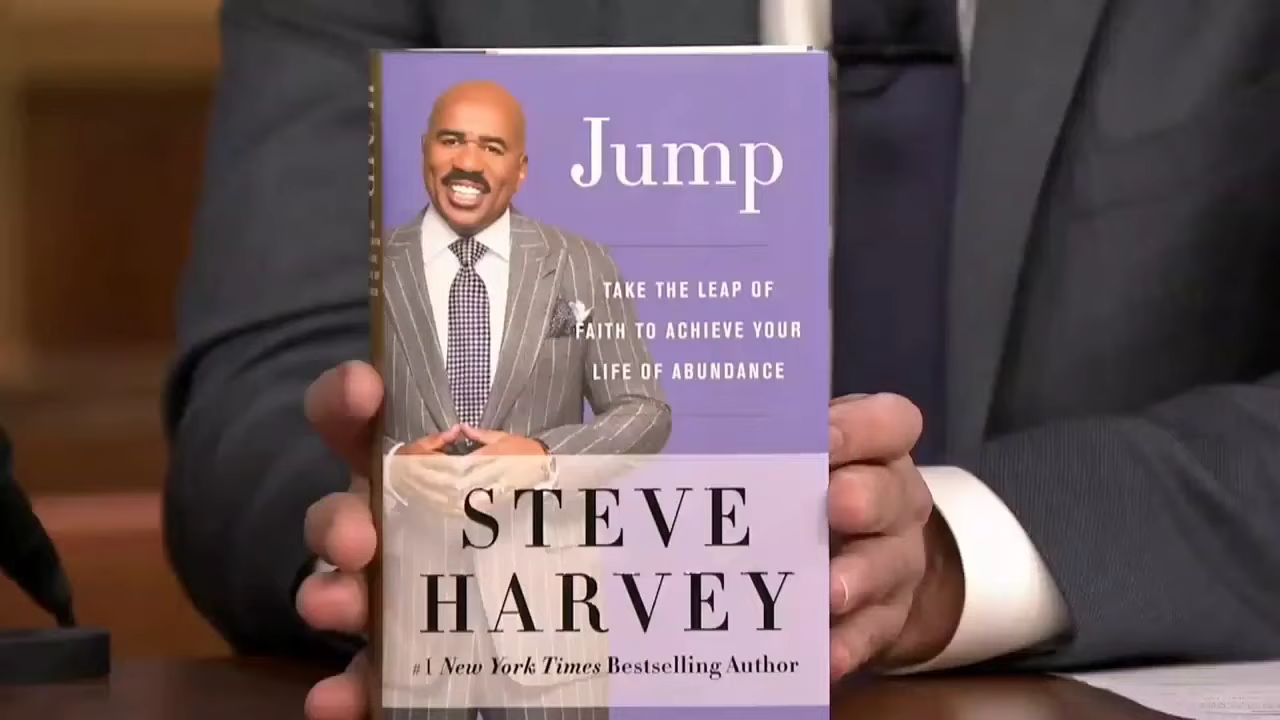 Jump
TAKE THE LEAP OF
FAITH TO ACHIEVE YOUR
LIFE OF ABUNDANCE
STEVE
HARVEY
#1 New York Times Bestselling Author